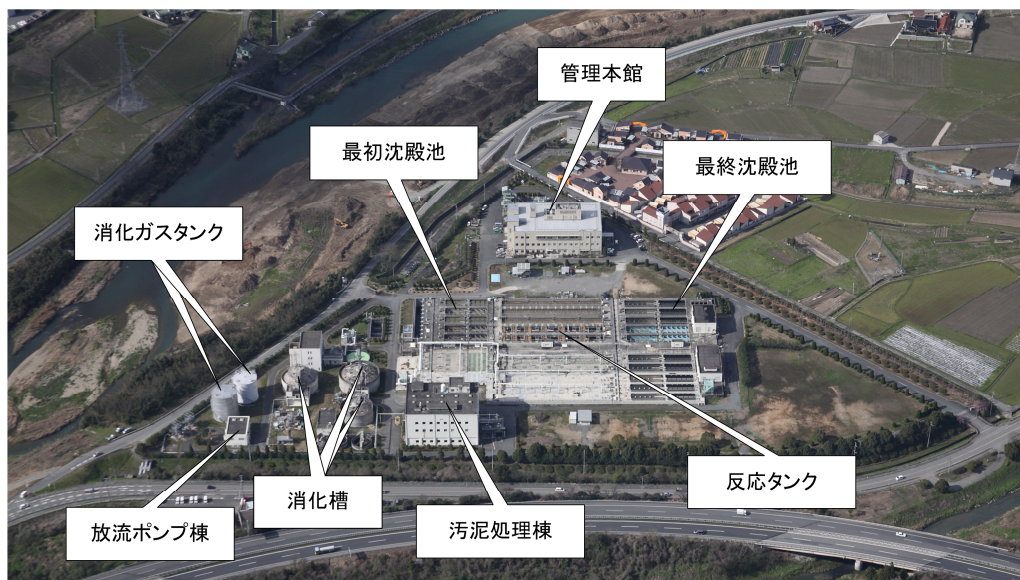 管理本館
最初沈殿池
最終沈殿池
消化ガスタンク
反応タンク
消化槽
放流ポンプ棟
汚泥処理棟